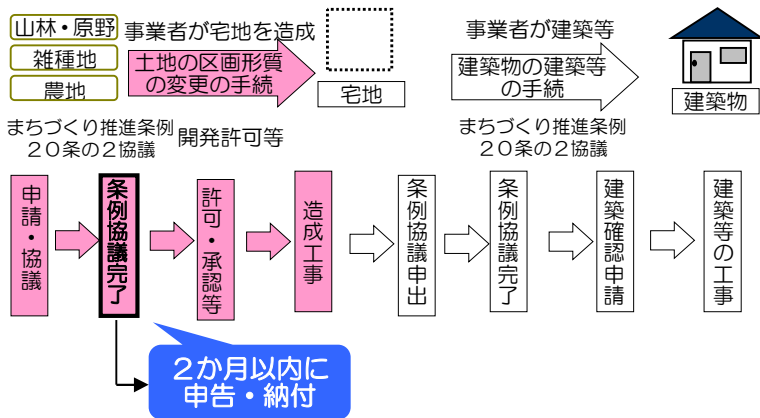 山林・原野
雑種地
農地
事業者が宅地を造成
土地の区画形質
の変更の手続
宅地
事業者が建築等
建築物の建築等
の手続
建築物
まちづくり推進条例
20条の2協議
開発許可等
まちづくり推進条例
20条の2協議
申請・協議
条例協議完了
許可・承認等
造成工事
条例協議申出
条例協議完了
建築確認申請
建築等の工事
2か月以内に
申告・納付